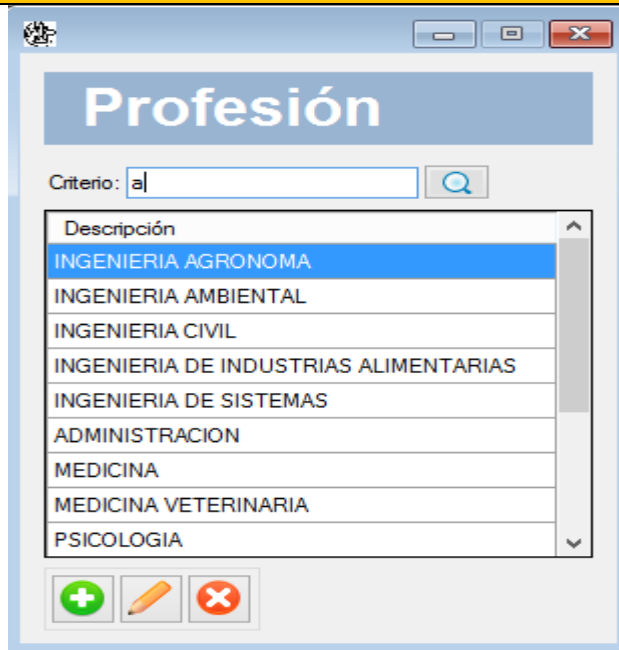 Profesión
Criterio: a
Descripción
INGENIERIA AGRONOMA
INGENIERIA AMBIENTAL
INGENIERIA CIVIL
INGENIERIA DE INDUSTRIAS ALIMENTARIAS
INGENIERIA DE SISTEMAS
ADMINISTRACION
MEDICINA
MEDICINA VETERINARIA
PSICOLOGIA